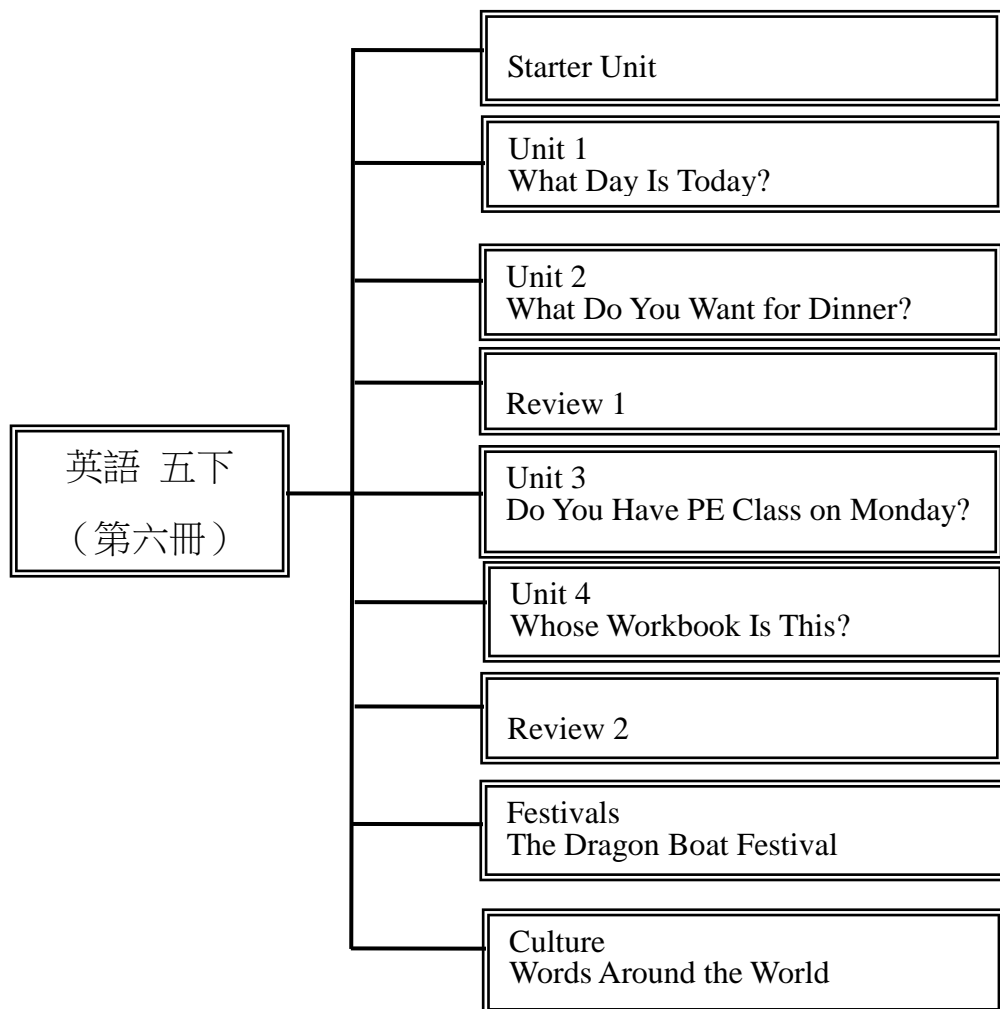 英語 五下
（第六冊）
Starter Unit
Unit 1
What Day Is Today?
Unit 2
What Do You Want for Dinner?
Review 1
Unit 3
Do You Have PE Class on Monday?
Unit 4
Whose Workbook Is This?
Review 2
Festivals
The Dragon Boat Festival
Culture
Words Around the World